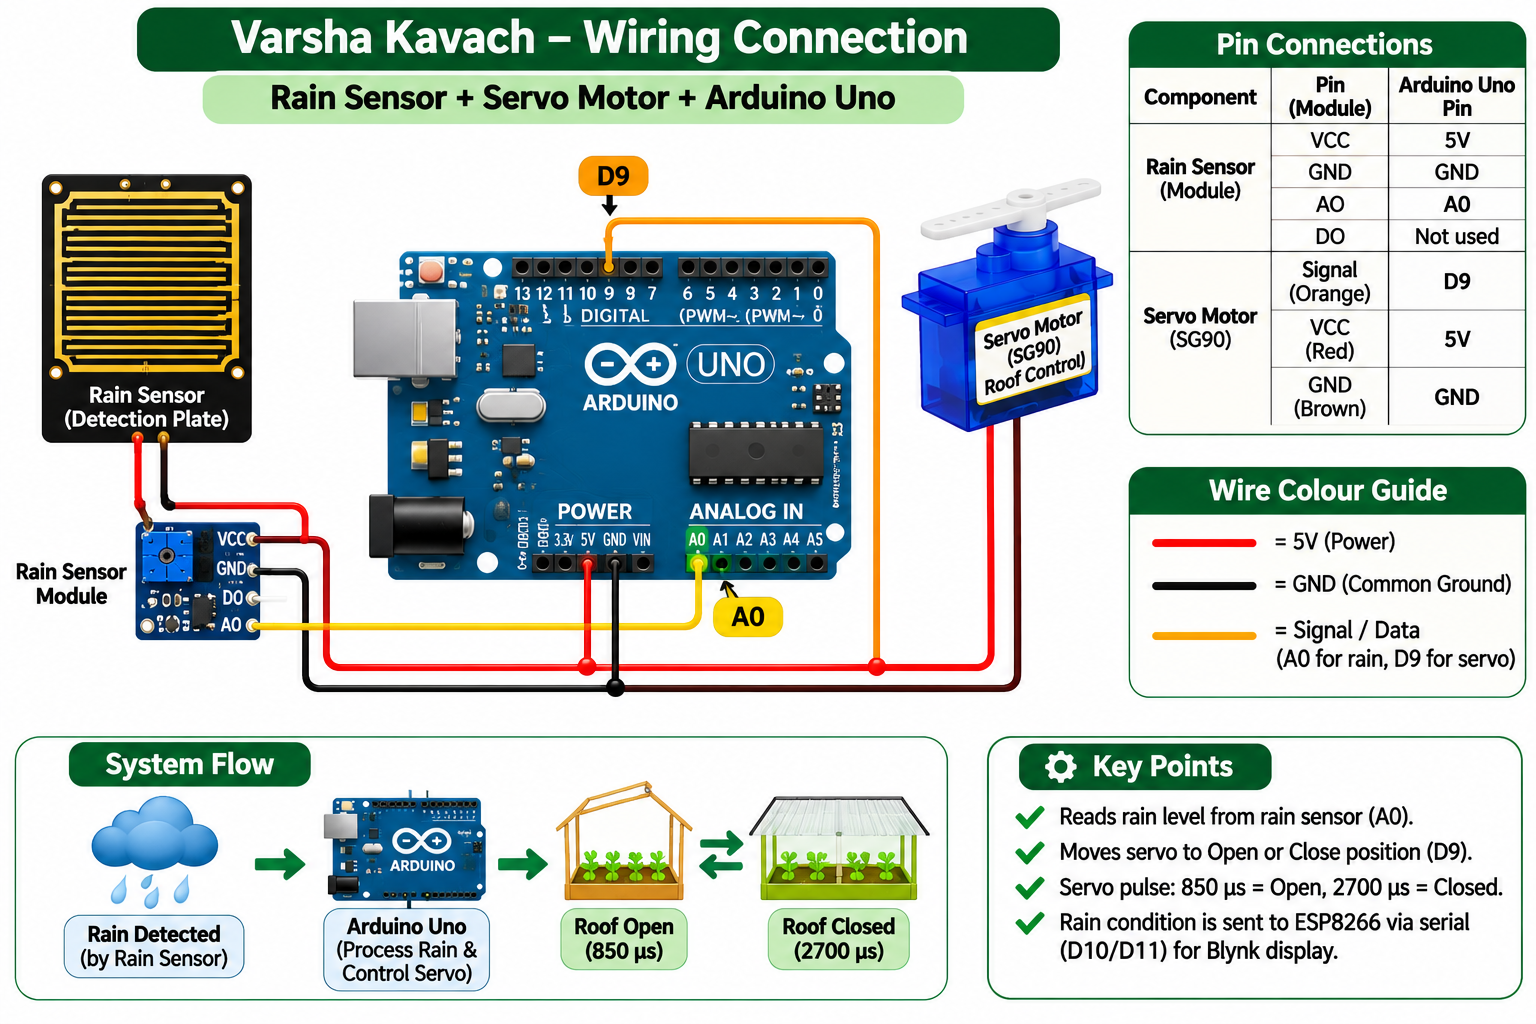 Varsha Kavach – Wiring Connection
Rain Sensor + Servo Motor + Arduino Uno
D9
Rain Sensor
(Detection Plate)
13 12 11 10 9 9 7 6 5 4 3 2 1 0
DIGITAL (PWM~ (PWM~ 0
UNO
ARDUINO
POWER
ANALOG IN
3.3V 5V GND VIN
A0 A1 A2 A3 A4 A5
A0
Servo Motor
(SG90)
Roof Control)
Rain Sensor
Module
VCC
GND
DO
AO
Pin Connections
Component Pin (Module) Arduino Uno Pin
Rain Sensor
(Module)
VCC 5V
GND GND
AO A0
DO Not used
Servo Motor
(SG90)
Signal
(Orange) D9
VCC
(Red) 5V
GND
(Brown) GND
Wire Colour Guide
= 5V (Power)
= GND (Common Ground)
= Signal / Data
(A0 for rain, D9 for servo)
System Flow
ARDUINO
Rain Detected
(by Rain Sensor)
Arduino Uno
(Process Rain &
Control Servo)
Roof Open
(850 µs)
Roof Closed
(2700 µs)
Key Points
Reads rain level from rain sensor (A0).
Moves servo to Open or Close position (D9).
Servo pulse: 850 µs = Open, 2700 µs = Closed.
Rain condition is sent to ESP8266 via serial
(D10/D11) for Blynk display.